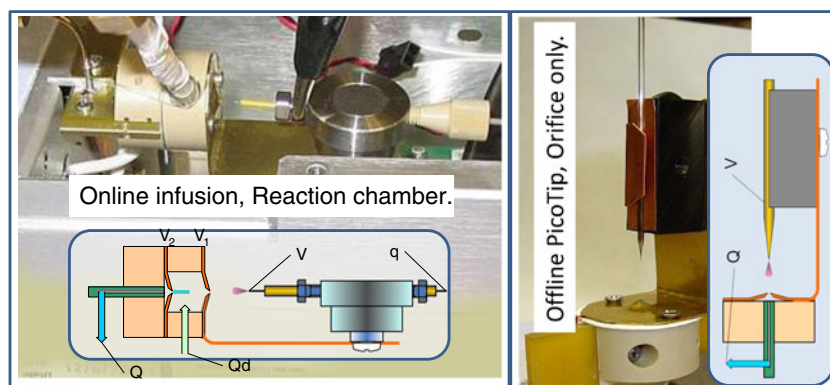 Online infusion, Reaction chamber.
V2 V1
V
q
Q
Qd
Offline PicoTip, Orifice only.
V
Q